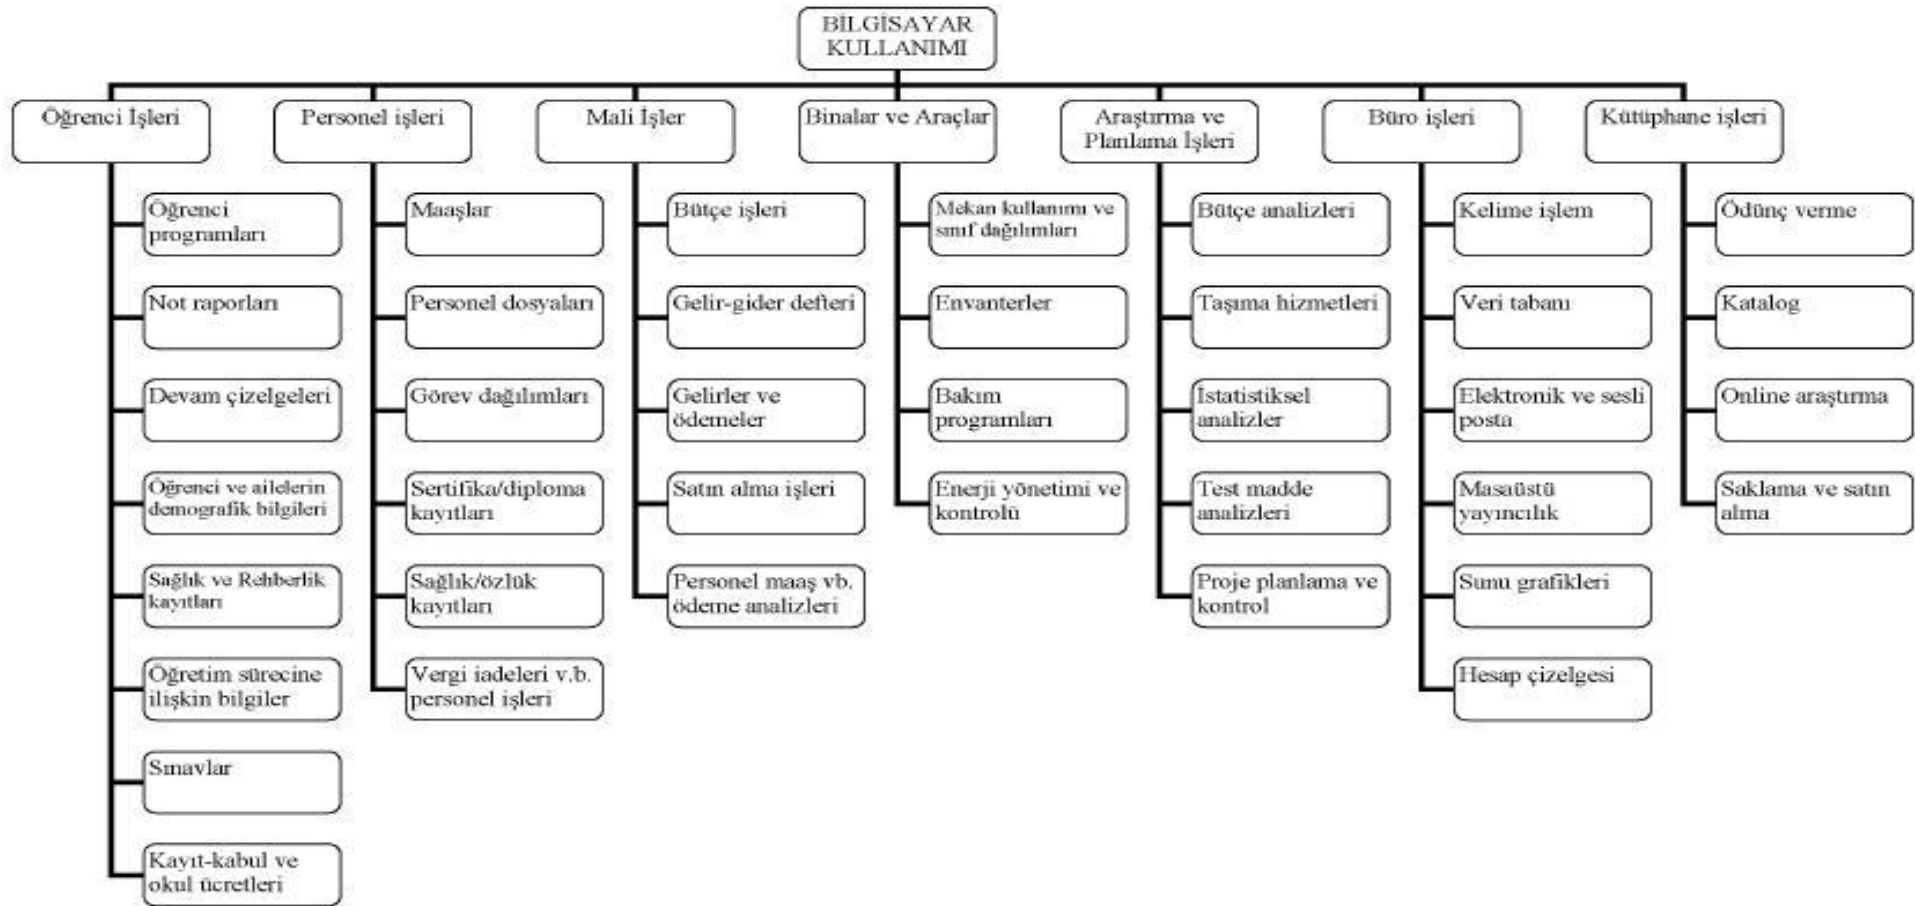 BİLGİSAYAR
KULLANIMI
Öğrenci İşleri
Personel işleri
Mali İşler
Binalar ve Araçlar
Araştırma ve
Planlama İşleri
Büro işleri
Kütüphane işleri
Öğrenci
programları
Not raporları
Devam çizelgeleri
Öğrenci ve ailelerin
demografik bilgileri
Sağlık ve Rehberlik
kayıtları
Öğretim sürecine
ilişkin bilgiler
Sınavlar
Kayıt-kabul ve
okul ücretleri
Maaşlar
Personel dosyaları
Görev dağılımları
Sertifika/diploma
kayıtları
Sağlık/özlük
kayıtları
Vergi iadeleri v.b.
personel işleri
Bütçe işleri
Gelir-gider defteri
Gelirler ve
ödemeler
Satın alma işleri
Personel maaş vb.
ödeme analizleri
Mekan kullanımı ve
sınıf dağılımları
Envanterler
Bakım
programları
Enerji yönetimi ve
kontrolü
Bütçe analizleri
Taşıma hizmetleri
İstatistiksel
analizler
Test madde
analizleri
Proje planlama ve
kontrol
Kelime işlem
Veri tabanı
Elektronik ve sesli
posta
Masaüstü
yayıncılık
Sunu grafikleri
Hesap çizelgesi
Ödünç verme
Katalog
Online araştırma
Saklama ve satın
alma